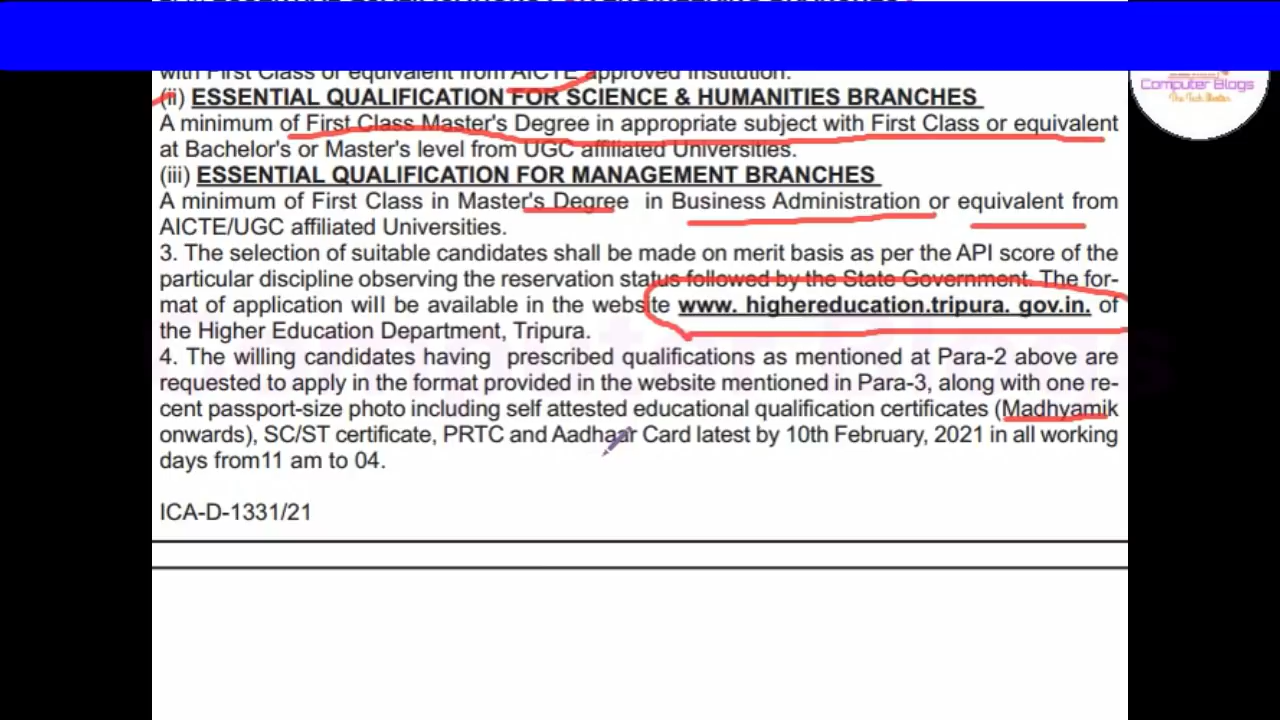 with First Class or equivalent from AICTE approved Institution.
(ii) ESSENTIAL QUALIFICATION FOR SCIENCE & HUMANITIES BRANCHES
A minimum of First Class Master's Degree in appropriate subject with First Class or equivalent
at Bachelor's or Master's level from UGC affiliated Universities.
(iii) ESSENTIAL QUALIFICATION FOR MANAGEMENT BRANCHES
A minimum of First Class in Master's Degree in Business Administration or equivalent from
AICTE/UGC affiliated Universities.
3. The selection of suitable candidates shall be made on merit basis as per the API score of the
particular discipline observing the reservation status followed by the State Government. The for-
mat of application will be available in the website www. highereducation.tripura. gov.in. of
the Higher Education Department, Tripura.
4. The willing candidates having prescribed qualifications as mentioned at Para-2 above are
requested to apply in the format provided in the website mentioned in Para-3, along with one re-
cent passport-size photo including self attested educational qualification certificates (Madhyamik
onwards), SC/ST certificate, PRTC and Aadhaar Card latest by 10th February, 2021 in all working
days from11 am to 04.
ICA-D-1331/21
Computer Blogs
The Tech Master